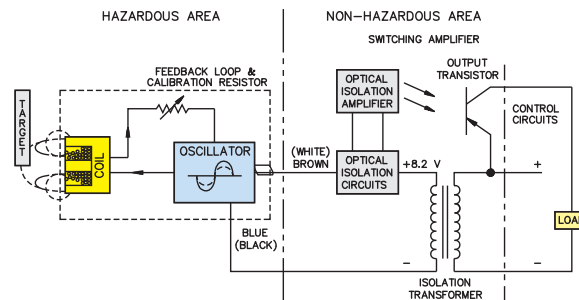 HAZARDOUS AREA
NON-HAZARDOUS AREA
SWITCHING AMPLIFIER
FEEDBACK LOOP &
CALIBRATION RESISTOR
OPTICAL
ISOLATION
AMPLIFIER
OUTPUT
TRANSISTOR
TARGET
COIL
OSCILLATOR
(WHITE)
BROWN
OPTICAL
ISOLATION
CIRCUITS
+8.2 V
CONTROL
CIRCUITS
+
BLUE
(BLACK)
LOAD
–
–
ISOLATION
TRANSFORMER